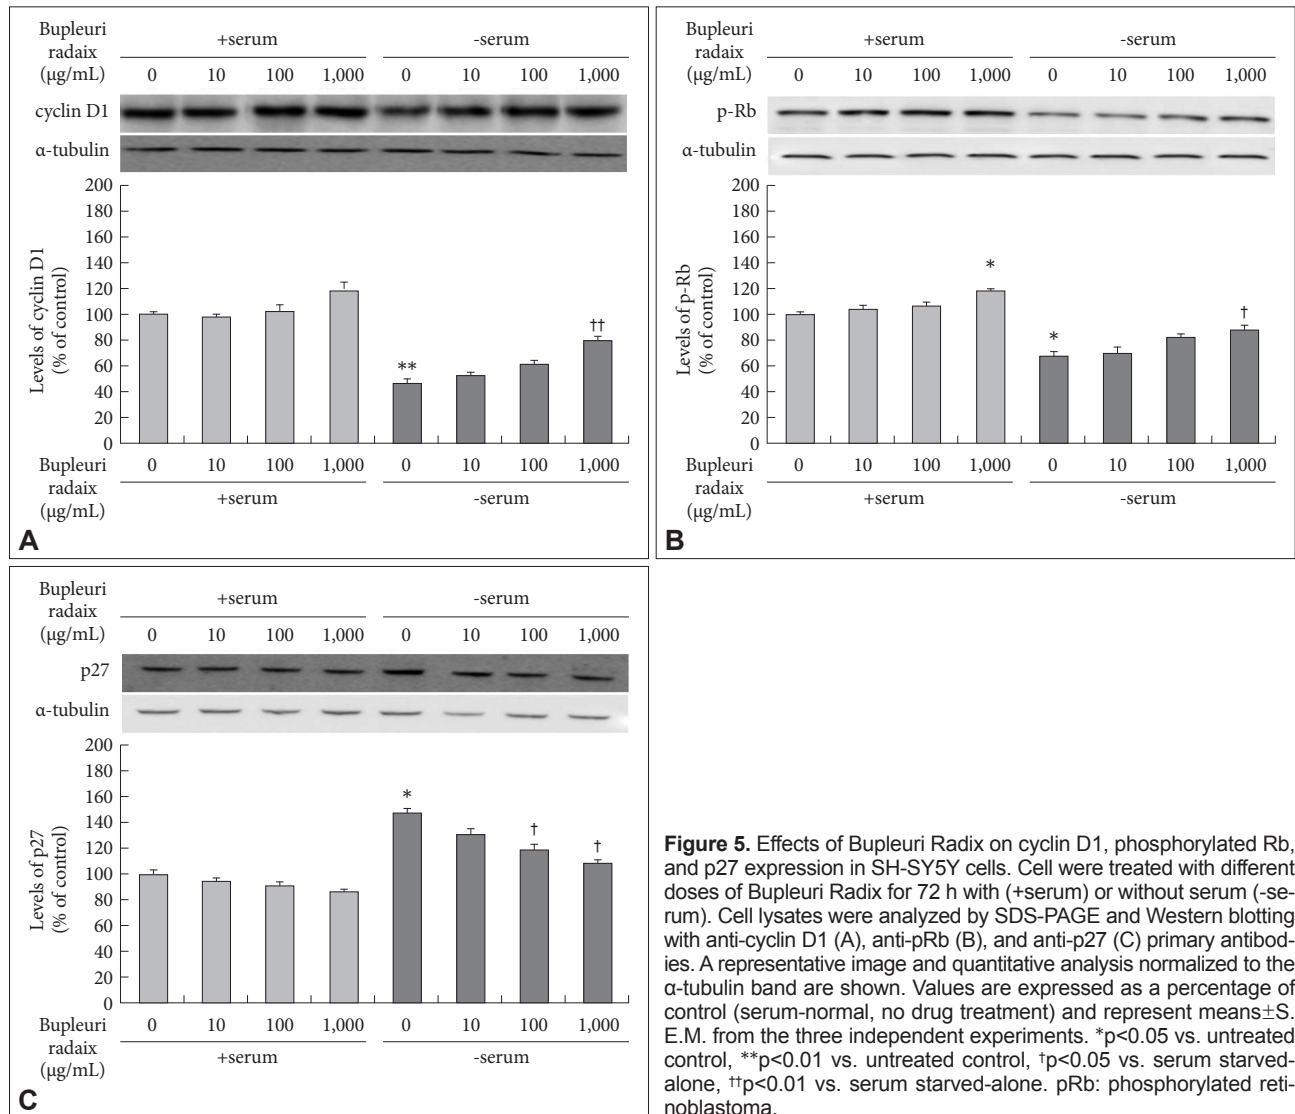 Bupleuri
radaix
(μg/mL)
+serum
-serum
0 10 100 1,000 0 10 100 1,000
cyclin D1
α-tubulin
200
180
160
140
120
100
80
60
40
20
0
Levels of cyclin D1
(% of control)
**
††
Bupleuri
radaix
(μg/mL)
0 10 100 1,000 0 10 100 1,000
+serum
-serum
A
Bupleuri
radaix
(μg/mL)
+serum
-serum
0 10 100 1,000 0 10 100 1,000
p-Rb
α-tubulin
200
180
160
140
120
100
80
60
40
20
0
Levels of p-Rb
(% of control)
*
*
†
Bupleuri
radaix
(μg/mL)
0 10 100 1,000 0 10 100 1,000
+serum
-serum
B
Bupleuri
radaix
(μg/mL)
+serum
-serum
0 10 100 1,000 0 10 100 1,000
p27
α-tubulin
200
180
160
140
120
100
80
60
40
20
0
Levels of p27
(% of control)
*
†
†
Bupleuri
radaix
(μg/mL)
0 10 100 1,000 0 10 100 1,000
+serum
-serum
C
Figure 5. Effects of Bupleuri Radix on cyclin D1, phosphorylated Rb,
and p27 expression in SH-SY5Y cells. Cell were treated with different
doses of Bupleuri Radix for 72 h with (+serum) or without serum (-se-
rum). Cell lysates were analyzed by SDS-PAGE and Western blotting
with anti-cyclin D1 (A), anti-pRb (B), and anti-p27 (C) primary antibod-
ies. A representative image and quantitative analysis normalized to the
α-tubulin band are shown. Values are expressed as a percentage of
control (serum-normal, no drug treatment) and represent means±S.
E.M. from the three independent experiments. *p<0.05 vs. untreated
control, **p<0.01 vs. untreated control, †p<0.05 vs. serum starved-
alone, ††p<0.01 vs. serum starved-alone. pRb: phosphorylated reti-
noblastoma.